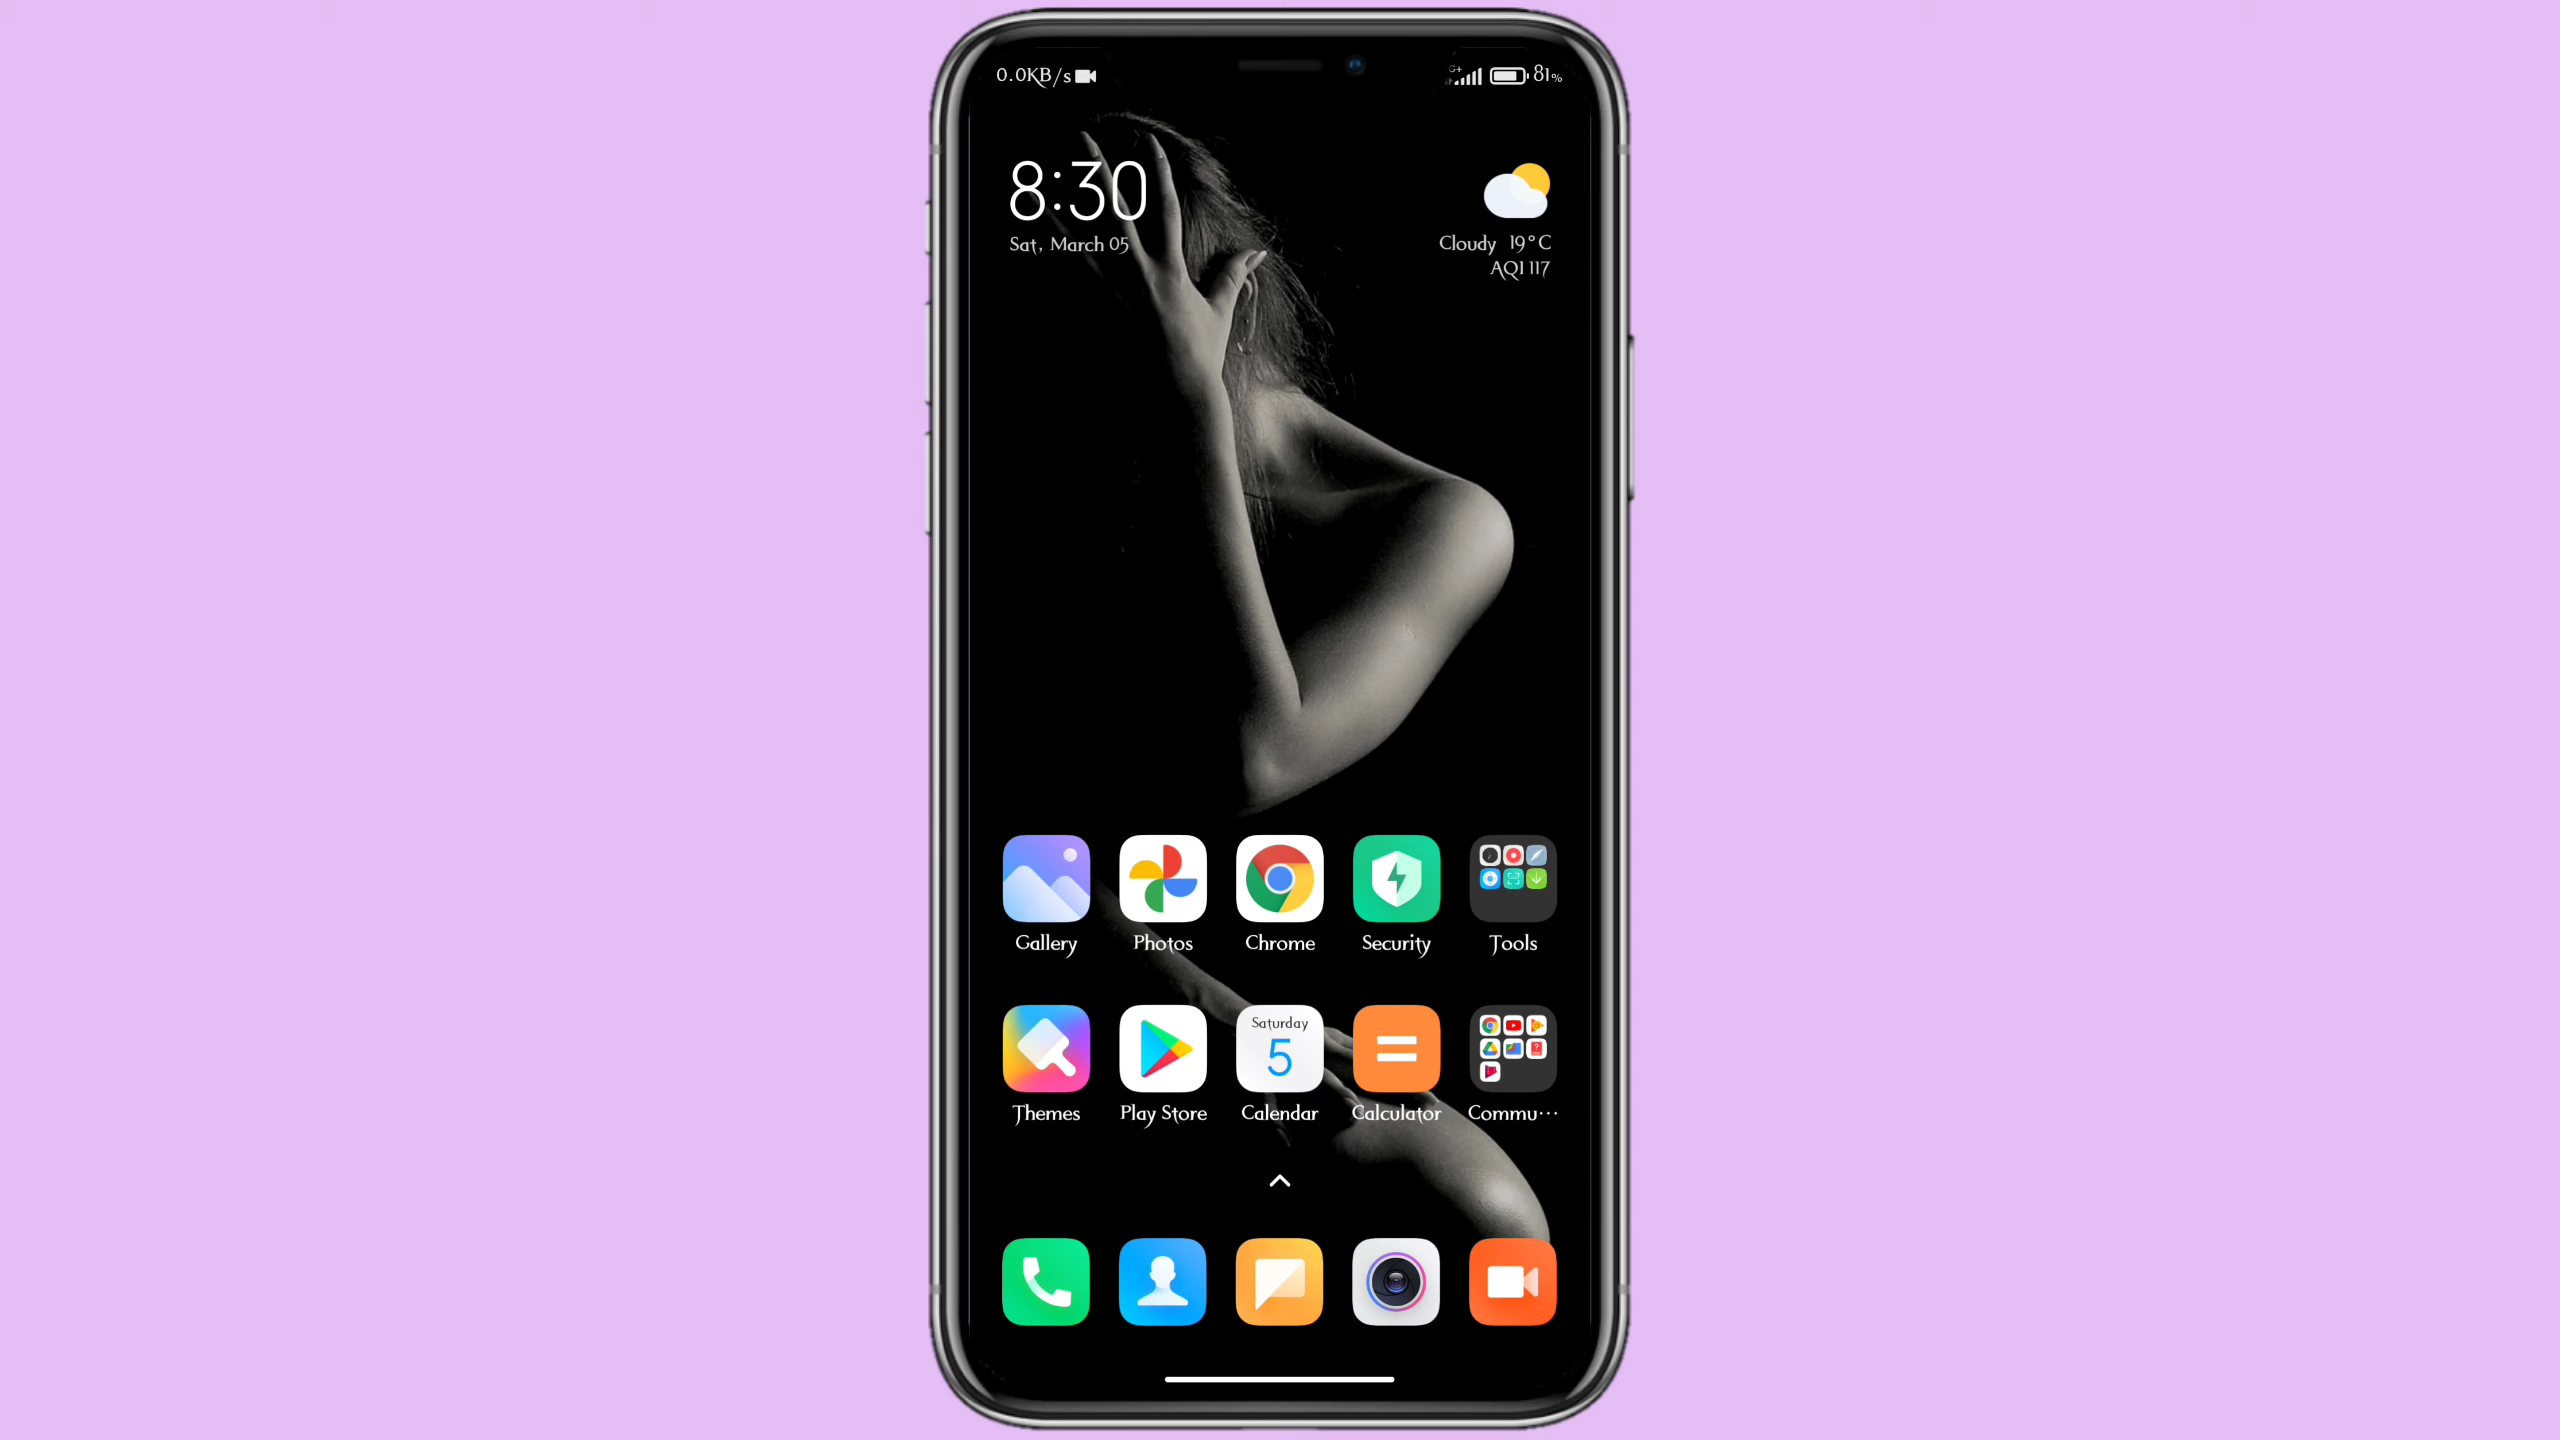 0.0KB/s
G+
81%
8:30
Sat, March 05
Cloudy 19°C
AQI 117
Gallery Photos Chrome Security Tools
Saturday
5
Themes Play Store Calendar Calculator Commu···